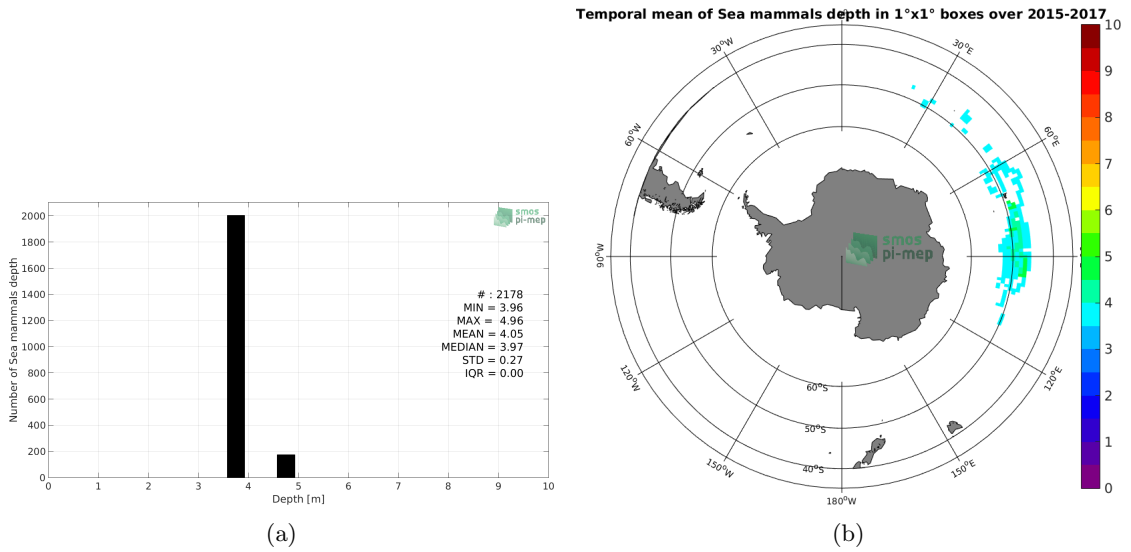 Number of Sea mammals depth
2000
1800
1600
1400
1200
1000
800
600
400
200
0
0 1 2 3 4 5 6 7 8 9 10
Depth [m]
smos
pi-mep
# : 2178
MIN = 3.96
MAX = 4.96
MEAN = 4.05
MEDIAN = 3.97
STD = 0.27
IQR = 0.00
(a)
Temporal mean of Sea mammals depth in 1°x1° boxes over 2015-2017
30°W
30°E
60°W
60°E
90°W
120°W
120°E
150°W
150°E
180°W
60°S
50°S
40°S
smos
pi-mep
10
9
8
7
6
5
4
3
2
1
0
(b)